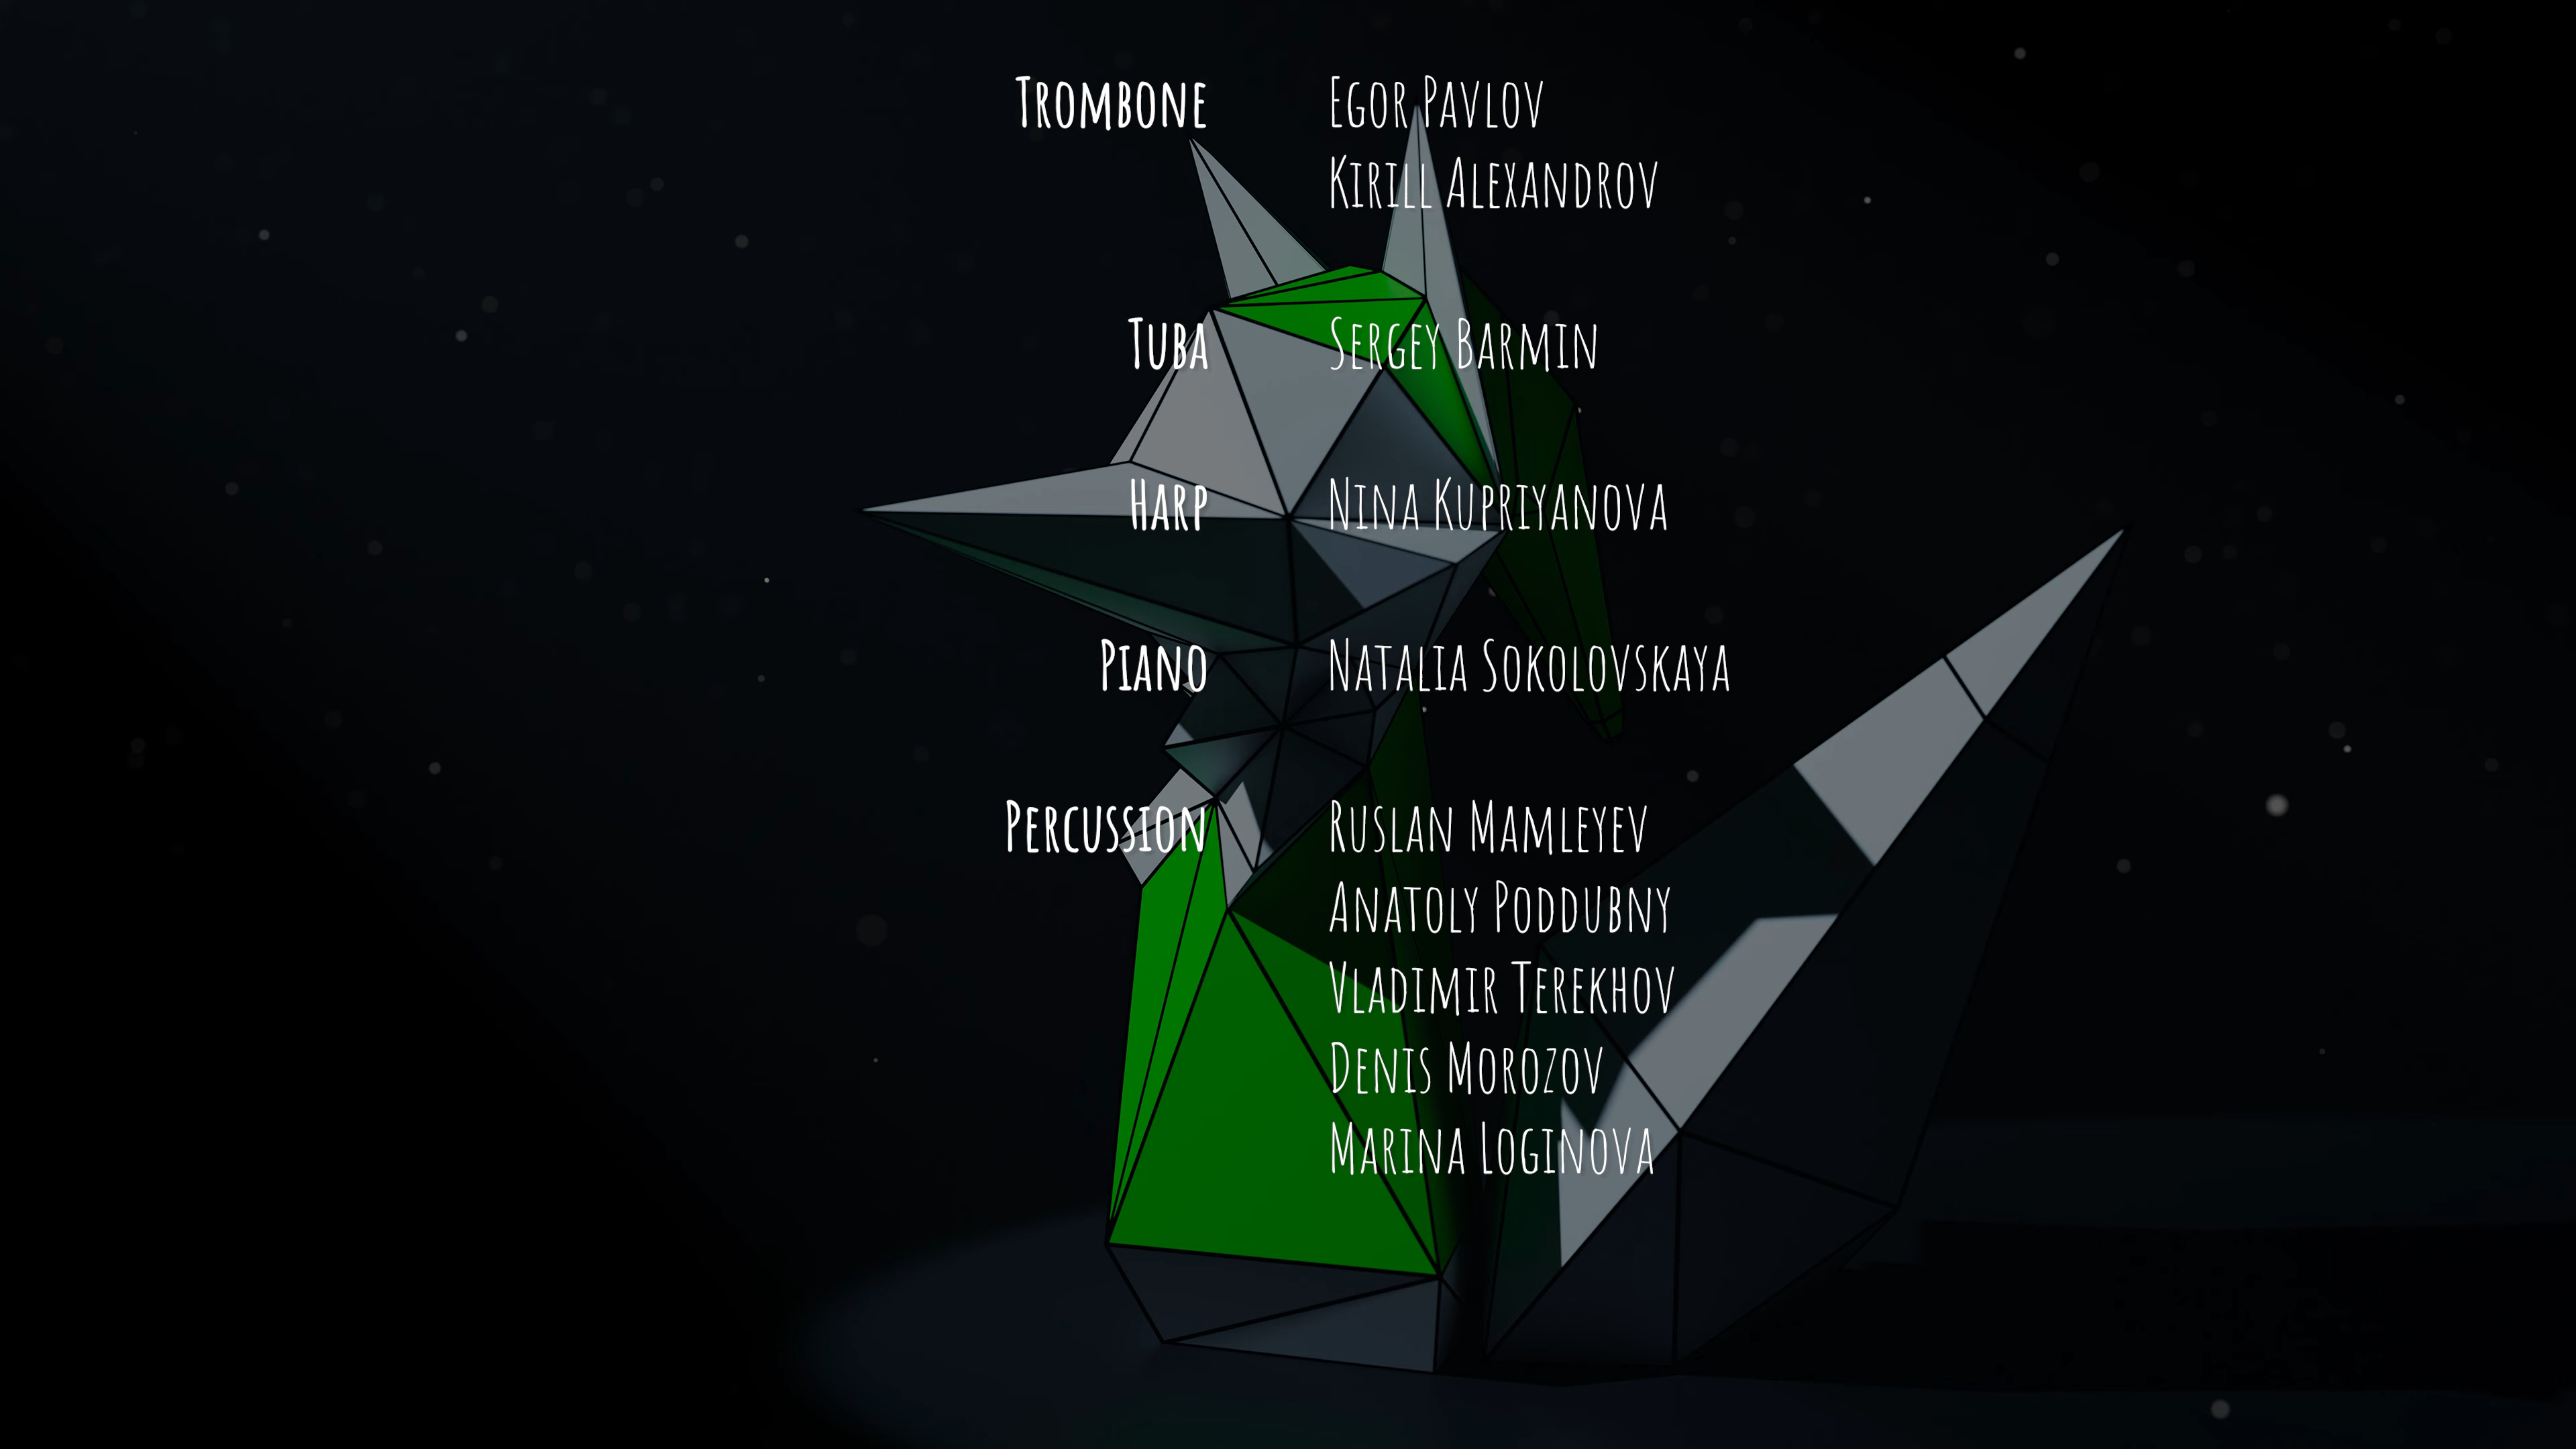 Trombone Egor Pavlov
Kirill Alexandrov
Tuba Sergey Barmin
Harp Nina Kupriyanova
Piano Natalia Sokolovskaya
Percussion Ruslan Mamleyev
Anatoly Poddubny
Vladimir Terekhov
Denis Morozov
Marina Loginova